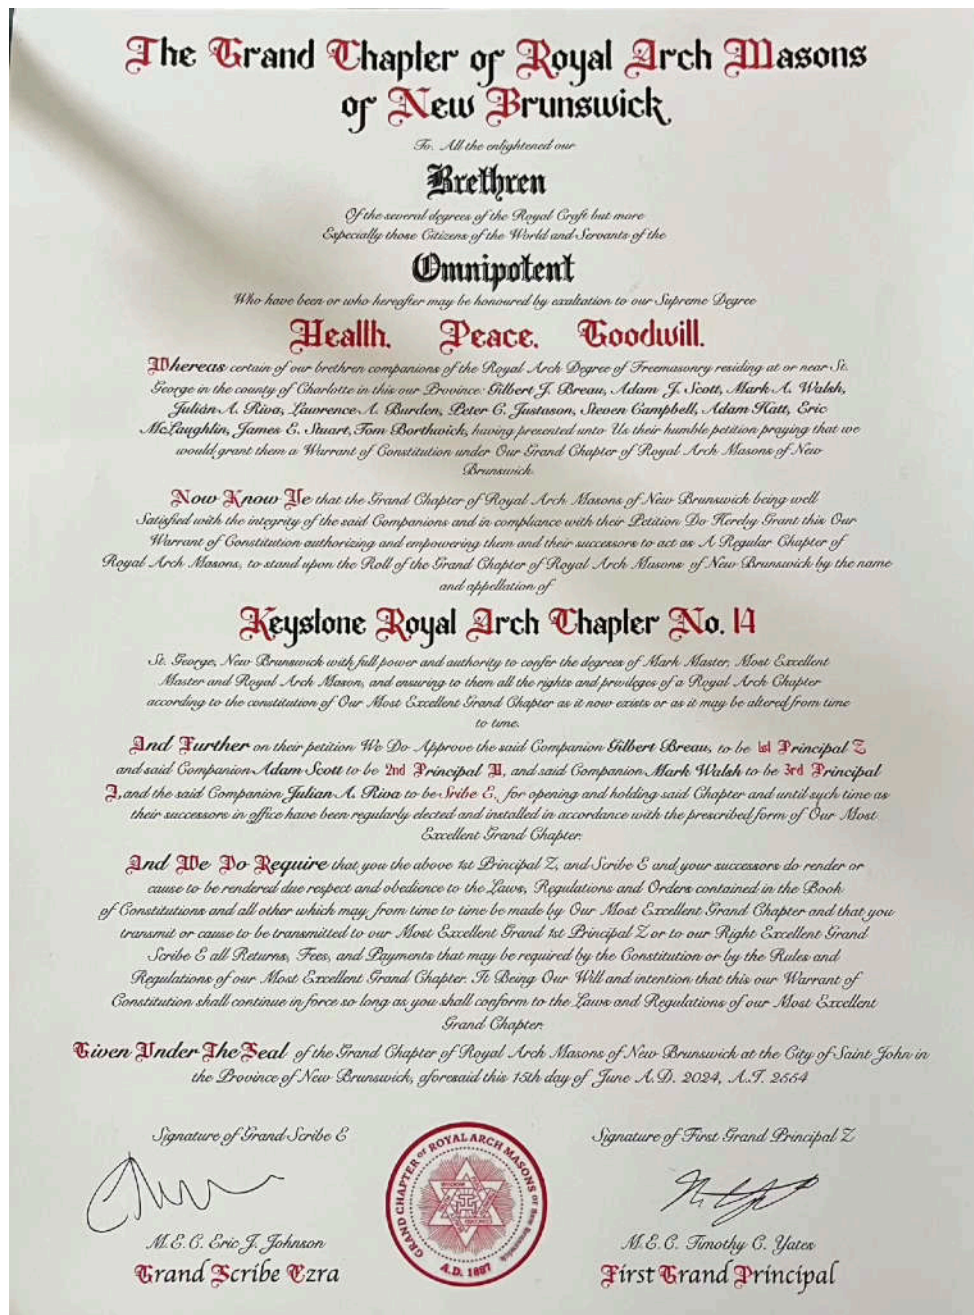 The Grand Chapter of Royal Arch Masons
of New Brunswick
To. All the enlightened our
Brethren
Of the several degrees of the Royal Craft but more
Especially those Citizens of the World and Servants of the
Omnipotent
Who have been or who hereafter may be honoured by exaltation to our Supreme Degree
Health. Peace. Goodwill.
Whereas certain of our brethren companions of the Royal Arch Degree of Freemasonry residing at or near St.
George in the county of Charlotte in this our Province: Gilbert J. Breau, Adam J. Scott, Mark A. Walsh,
Julian A. Riva, Lawrence A. Burden, Peter C. Justason, Steven Campbell, Adam Hatt, Eric
McLaughlin, James E. Stuart, Tom Borthwick, having presented unto Us their humble petition praying that we
would grant them a Warrant of Constitution under Our Grand Chapter of Royal Arch Masons of New
Brunswick
Now Know Ye that the Grand Chapter of Royal Arch Masons of New Brunswick being well
Satisfied with the integrity of the said Companions and in compliance with their Petition Do Hereby Grant this Our
Warrant of Constitution authorizing and empowering them and their successors to act as A Regular Chapter of
Royal Arch Masons, to stand upon the Roll of the Grand Chapter of Royal Arch Masons of New Brunswick by the name
and appellation of
Keystone Royal Arch Chapter No. 14
St. George, New Brunswick with full power and authority to confer the degrees of Mark Master, Most Excellent
Master and Royal Arch Mason, and ensuring to them all the rights and privileges of a Royal Arch Chapter
according to the constitution of Our Most Excellent Grand Chapter as it now exists or as it may be altered from time
to time.
And Further on their petition We Do Approve the said Companion Gilbert Breau, to be 1st Principal Z
and said Companion Adam Scott to be 2nd Principal H, and said Companion Mark Walsh to be 3rd Principal
J, and the said Companion Julian A. Riva to be Sribe E, for opening and holding said Chapter and until such time as
their successors in office have been regularly elected and installed in accordance with the prescribed form of Our Most
Excellent Grand Chapter.
And We Do Require that you the above 1st Principal Z, and Scribe E and your successors do render or
cause to be rendered due respect and obedience to the Laws, Regulations and Orders contained in the Book
of Constitutions and all other which may from time to time be made by Our Most Excellent Grand Chapter and that you
transmit or cause to be transmitted to our Most Excellent Grand 1st Principal Z or to our Right Excellent Grand
Scribe E all Returns, Fees, and Payments that may be required by the Constitution or by the Rules and
Regulations of our Most Excellent Grand Chapter. It Being Our Will and intention that this our Warrant of
Constitution shall continue in force so long as you shall conform to the Laws and Regulations of our Most Excellent
Grand Chapter.
Given Under The Seal of the Grand Chapter of Royal Arch Masons of New Brunswick at the City of Saint John in
the Province of New Brunswick, aforesaid this 15th day of June A.D. 2024, A.I. 2554
Signature of Grand Scribe E
Signature of First Grand Principal Z
GRAND CHAPTER of ROYAL ARCH MASONS of New Brunswick
A.D. 1887
M.E.C. Eric J. Johnson
Grand Scribe Ezra
M.E.C. Timothy C. Yates
First Grand Principal